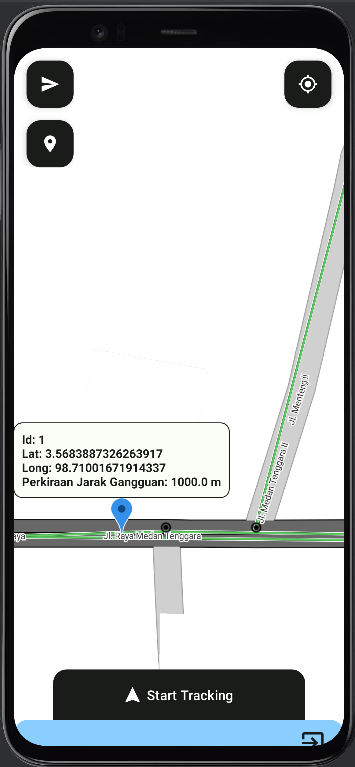 Jl. Menteng II
Jl. Medan Tenggara II
Id: 1
Lat: 3.5683887326263917
Long: 98.71001671914337
Perkiraan Jarak Gangguan: 1000.0 m
aya
Jl. Raya Medan Tenggara
Start Tracking